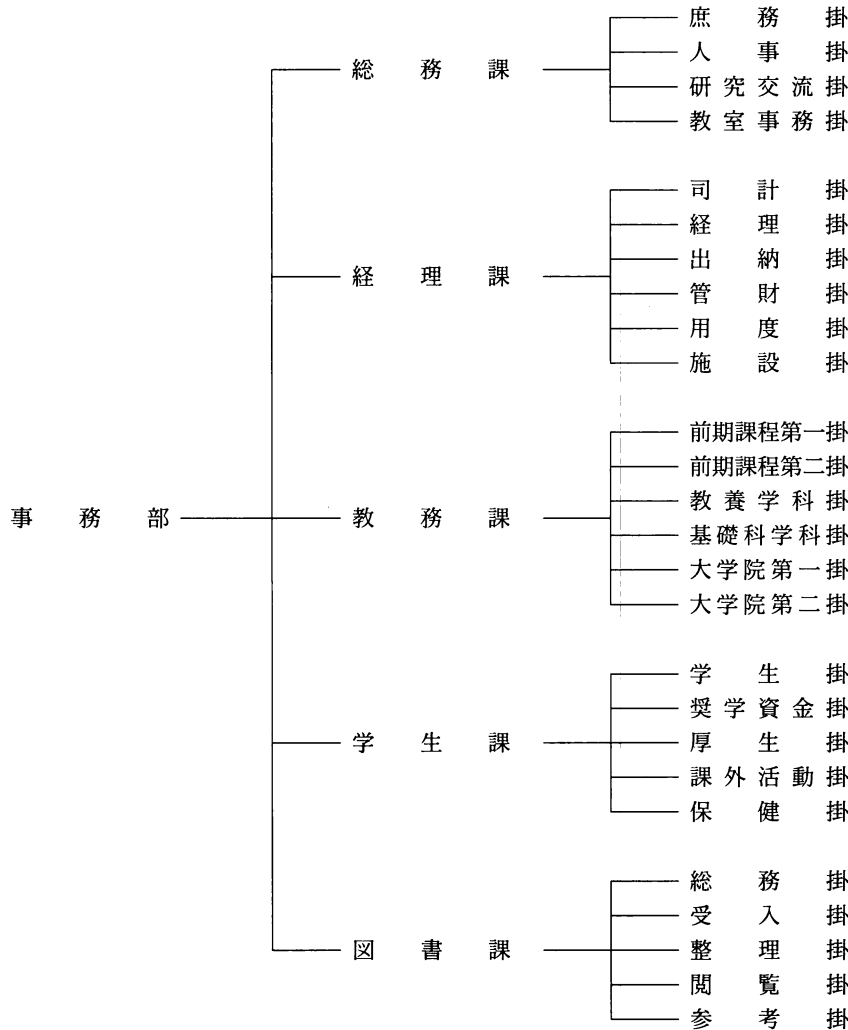 事務部
総務課
庶務掛
人事掛
研究交流掛
教室事務掛
経理課
司計掛
経理掛
出納掛
管財掛
用度掛
施設掛
教務課
前期課程第一掛
前期課程第二掛
教養学科掛
基礎科学科掛
大学院第一掛
大学院第二掛
学生課
学生掛
奨学資金掛
厚生掛
課外活動掛
保健掛
図書課
総務掛
受入掛
整理掛
閲覧掛
参考掛